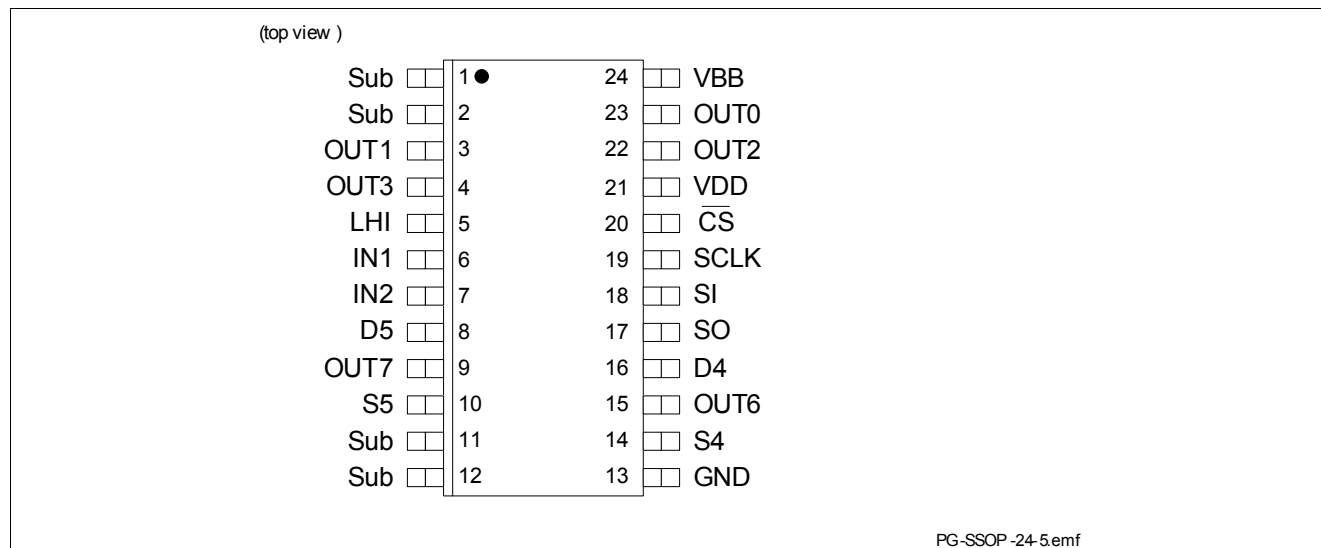 (top view )
Sub 1 24 VBB
Sub 2 23 OUT0
OUT1 3 22 OUT2
OUT3 4 21 VDD
LHI 5 20 C̅S̅
IN1 6 19 SCLK
IN2 7 18 SI
D5 8 17 SO
OUT7 9 16 D4
S5 10 15 OUT6
Sub 11 14 S4
Sub 12 13 GND
PG-SSOP-24-5.emf